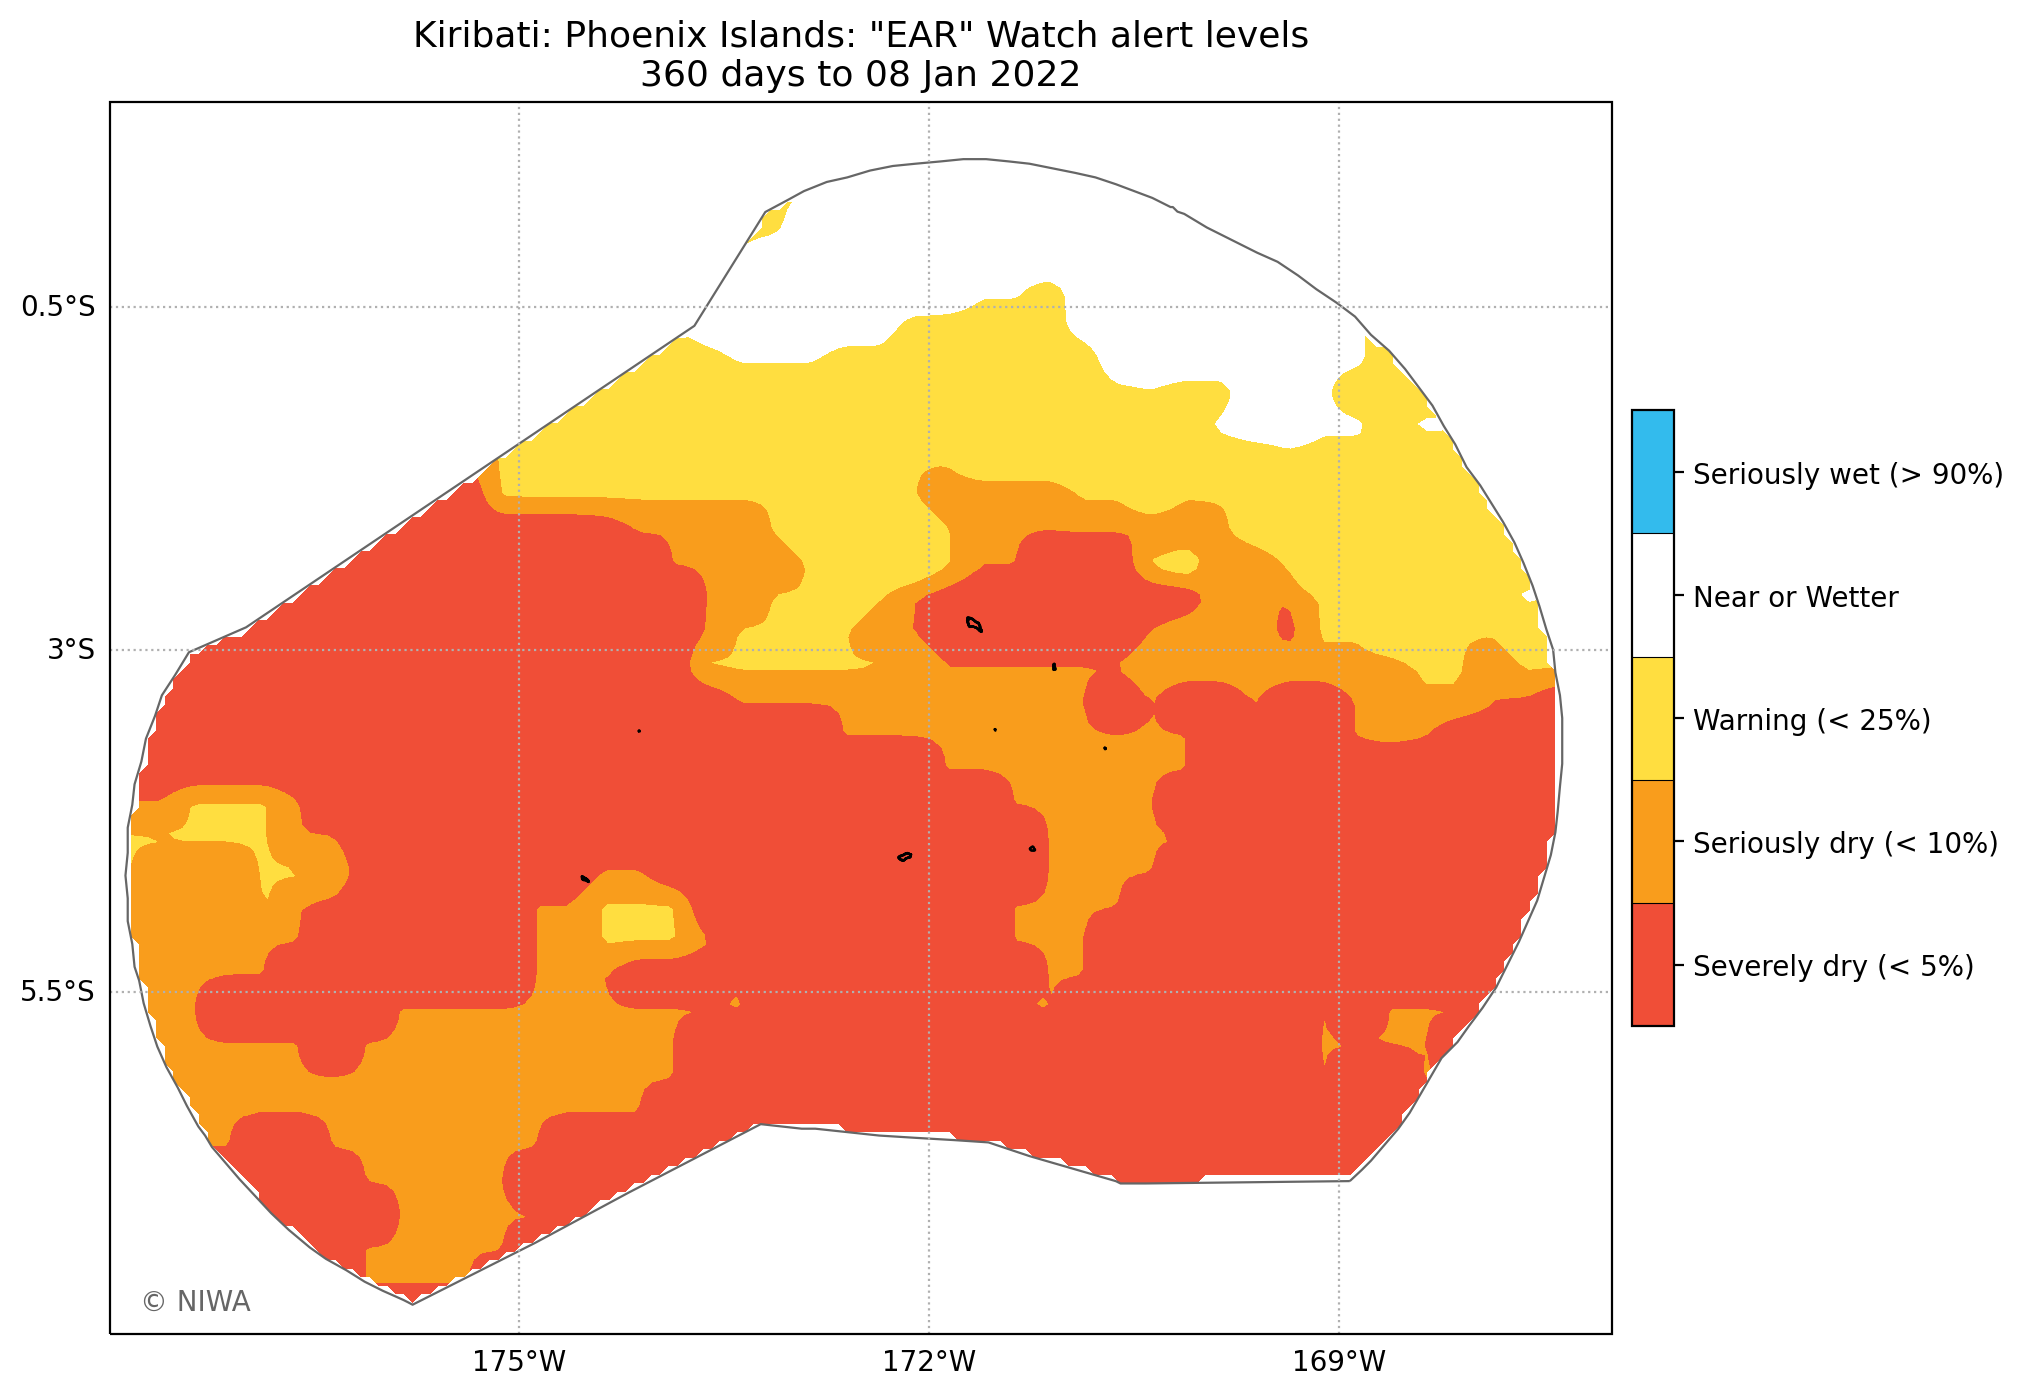 Kiribati: Phoenix Islands: "EAR" Watch alert levels
360 days to 08 Jan 2022
0.5°S
3°S
5.5°S
175°W
172°W
169°W
Seriously wet (> 90%)
Near or Wetter
Warning (< 25%)
Seriously dry (< 10%)
Severely dry (< 5%)
© NIWA